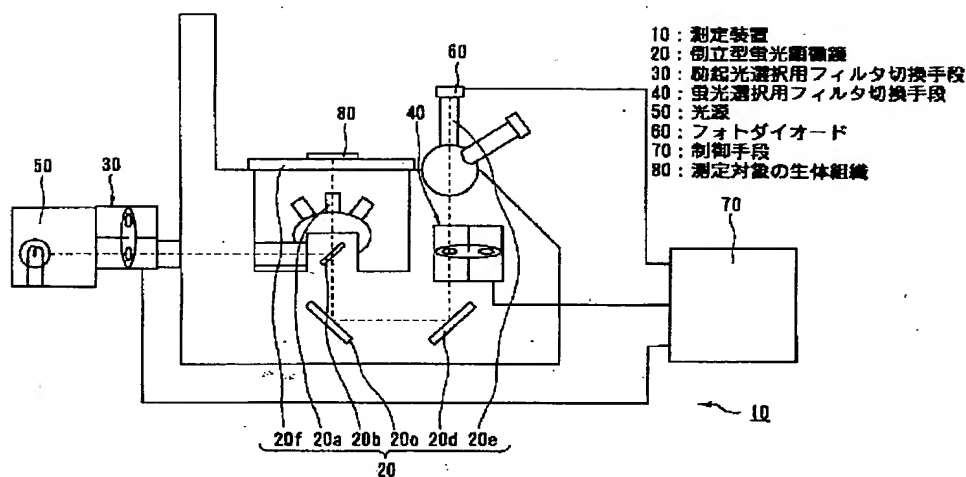 10：測定装置
20：倒立型蛍光顕微鏡
30：励起光選択用フィルタ切換手段
40：蛍光選択用フィルタ切換手段
50：光源
60：フォトダイオード
70：制御手段
80：測定対象の生体組織
60
80
40
50
30
70
10
20f 20a 20b 20c 20d 20e
20